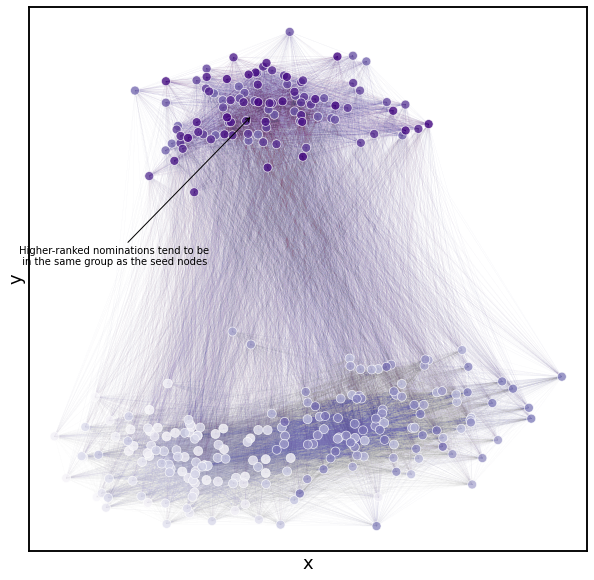 Higher-ranked nominations tend to be
in the same group as the seed nodes
y
x